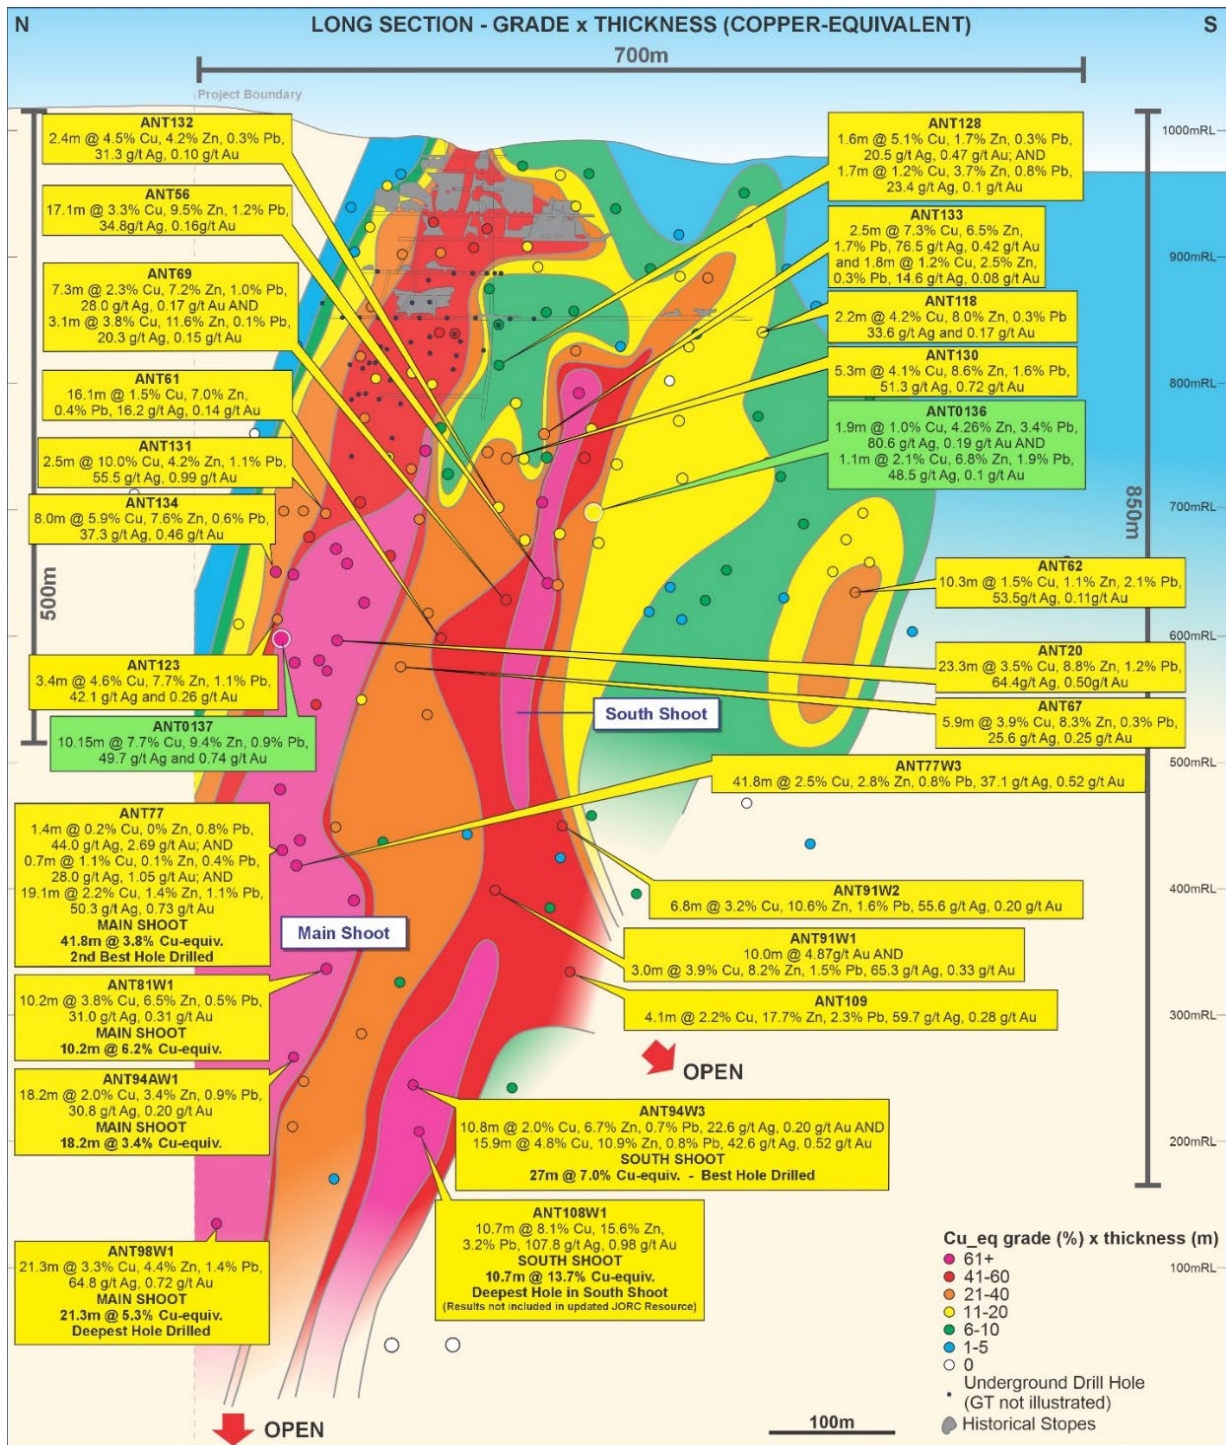 N
LONG SECTION - GRADE x THICKNESS (COPPER-EQUIVALENT)
S
700m
Project Boundary
ANT132
2.4m @ 4.5% Cu, 4.2% Zn, 0.3% Pb,
31.3 g/t Ag, 0.10 g/t Au
ANT56
17.1m @ 3.3% Cu, 9.5% Zn, 1.2% Pb,
34.8g/t Ag, 0.16g/t Au
ANT69
7.3m @ 2.3% Cu, 7.2% Zn, 1.0% Pb,
28.0 g/t Ag, 0.17 g/t Au AND
3.1m @ 3.8% Cu, 11.6% Zn, 0.1% Pb,
20.3 g/t Ag, 0.15 g/t Au
ANT61
16.1m @ 1.5% Cu, 7.0% Zn,
0.4% Pb, 16.2 g/t Ag, 0.14 g/t Au
ANT131
2.5m @ 10.0% Cu, 4.2% Zn, 1.1% Pb,
55.5 g/t Ag, 0.99 g/t Au
ANT134
8.0m @ 5.9% Cu, 7.6% Zn, 0.6% Pb,
37.3 g/t Ag, 0.46 g/t Au
500m
ANT123
3.4m @ 4.6% Cu, 7.7% Zn, 1.1% Pb,
42.1 g/t Ag and 0.26 g/t Au
ANT0137
10.15m @ 7.7% Cu, 9.4% Zn, 0.9% Pb,
49.7 g/t Ag and 0.74 g/t Au
ANT77
1.4m @ 0.2% Cu, 0% Zn, 0.8% Pb,
44.0 g/t Ag, 2.69 g/t Au; AND
0.7m @ 1.1% Cu, 0.1% Zn, 0.4% Pb,
28.0 g/t Ag, 1.05 g/t Au; AND
19.1m @ 2.2% Cu, 1.4% Zn, 1.1% Pb,
50.3 g/t Ag, 0.73 g/t Au
MAIN SHOOT
41.8m @ 3.8% Cu-equiv.
2nd Best Hole Drilled
ANT81W1
10.2m @ 3.8% Cu, 6.5% Zn, 0.5% Pb,
31.0 g/t Ag, 0.31 g/t Au
MAIN SHOOT
10.2m @ 6.2% Cu-equiv.
ANT94AW1
18.2m @ 2.0% Cu, 3.4% Zn, 0.9% Pb,
30.8 g/t Ag, 0.20 g/t Au
MAIN SHOOT
18.2m @ 3.4% Cu-equiv.
ANT98W1
21.3m @ 3.3% Cu, 4.4% Zn, 1.4% Pb,
64.8 g/t Ag, 0.72 g/t Au
MAIN SHOOT
21.3m @ 5.3% Cu-equiv.
Deepest Hole Drilled
OPEN
ANT128
1.6m @ 5.1% Cu, 1.7% Zn, 0.3% Pb,
20.5 g/t Ag, 0.47 g/t Au; AND
1.7m @ 1.2% Cu, 3.7% Zn, 0.8% Pb,
23.4 g/t Ag, 0.1 g/t Au
ANT133
2.5m @ 7.3% Cu, 6.5% Zn,
1.7% Pb, 76.5 g/t Ag, 0.42 g/t Au
and 1.8m @ 1.2% Cu, 2.5% Zn,
0.3% Pb, 14.6 g/t Ag, 0.08 g/t Au
ANT118
2.2m @ 4.2% Cu, 8.0% Zn, 0.3% Pb
33.6 g/t Ag and 0.17 g/t Au
ANT130
5.3m @ 4.1% Cu, 8.6% Zn, 1.6% Pb,
51.3 g/t Ag, 0.72 g/t Au
ANT0136
1.9m @ 1.0% Cu, 4.26% Zn, 3.4% Pb,
80.6 g/t Ag, 0.19 g/t Au AND
1.1m @ 2.1% Cu, 6.8% Zn, 1.9% Pb,
48.5 g/t Ag, 0.1 g/t Au
850m
ANT62
10.3m @ 1.5% Cu, 1.1% Zn, 2.1% Pb,
53.5g/t Ag, 0.11g/t Au
ANT20
23.3m @ 3.5% Cu, 8.8% Zn, 1.2% Pb,
64.4g/t Ag, 0.50g/t Au
ANT67
5.9m @ 3.9% Cu, 8.3% Zn, 0.3% Pb,
25.6 g/t Ag, 0.25 g/t Au
South Shoot
ANT77W3
41.8m @ 2.5% Cu, 2.8% Zn, 0.8% Pb, 37.1 g/t Ag, 0.52 g/t Au
Main Shoot
ANT91W2
6.8m @ 3.2% Cu, 10.6% Zn, 1.6% Pb, 55.6 g/t Ag, 0.20 g/t Au
ANT91W1
10.0m @ 4.87g/t Au AND
3.0m @ 3.9% Cu, 8.2% Zn, 1.5% Pb, 65.3 g/t Ag, 0.33 g/t Au
ANT109
4.1m @ 2.2% Cu, 17.7% Zn, 2.3% Pb, 59.7 g/t Ag, 0.28 g/t Au
OPEN
ANT94W3
10.8m @ 2.0% Cu, 6.7% Zn, 0.7% Pb, 22.6 g/t Ag, 0.20 g/t Au AND
15.9m @ 4.8% Cu, 10.9% Zn, 0.8% Pb, 42.6 g/t Ag, 0.52 g/t Au
SOUTH SHOOT
27m @ 7.0% Cu-equiv. - Best Hole Drilled
ANT108W1
10.7m @ 8.1% Cu, 15.6% Zn,
3.2% Pb, 107.8 g/t Ag, 0.98 g/t Au
SOUTH SHOOT
10.7m @ 13.7% Cu-equiv.
Deepest Hole in South Shoot
(Results not included in updated JORC Resource)
1000mRL
900mRL
800mRL
700mRL
600mRL
500mRL
400mRL
300mRL
200mRL
100mRL
Cu_eq grade (%) x thickness (m)
61+
41-60
21-40
11-20
6-10
1-5
0
Underground Drill Hole
(GT not illustrated)
Historical Stopes
100m